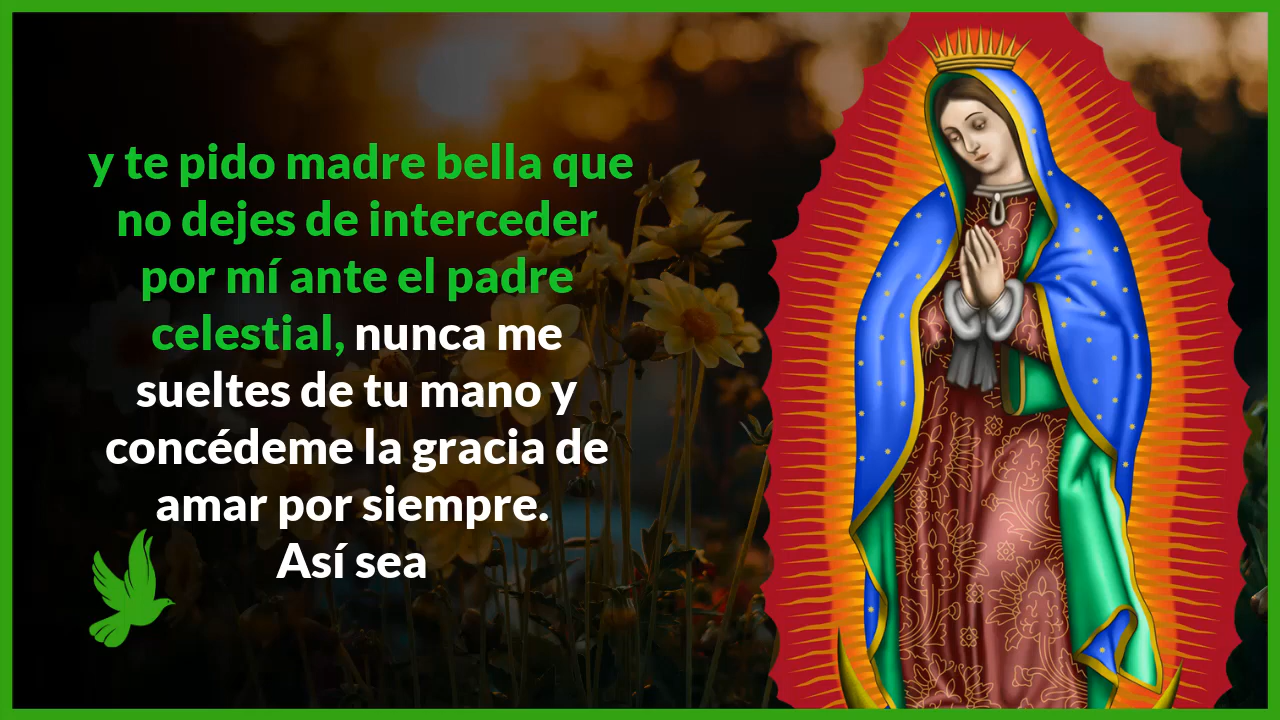 y te pido madre bella que
no dejes de interceder
por mí ante el padre
celestial, nunca me
sueltes de tu mano y
concédeme la gracia de
amar por siempre.
Así sea